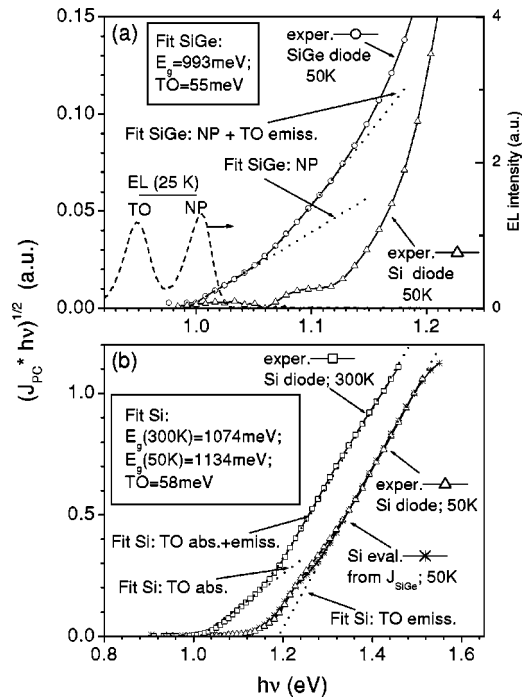 (a)
Fit SiGe:
E_g=993meV;
TO=55meV
exper.
SiGe diode
50K
Fit SiGe: NP + TO emiss.
Fit SiGe: NP
EL (25 K)
TO NP
exper.
Si diode
50K
0.15
0.10
0.05
0.00
4
3
2
1
0
EL intensity (a.u.)
1.0 1.1 1.2
(J_PC * hν)^1/2 (a.u.)
(b)
exper.
Si diode; 300K
Fit Si:
E_g(300K)=1074meV;
E_g(50K)=1134meV;
TO=58meV
exper.
Si diode; 50K
Fit Si: TO abs.+emiss.
Fit Si: TO abs.
Si eval.
from J_SiGe; 50K
Fit Si: TO emiss.
1.0
0.5
0.0
0.8 1.0 1.2 1.4 1.6
hν (eV)